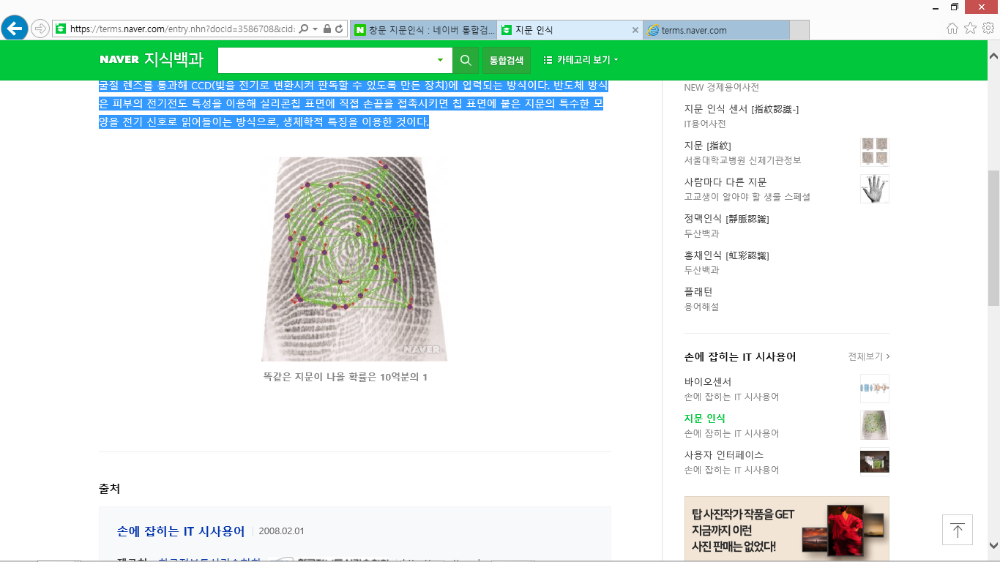 https://terms.naver.com/entry.nhn?docId=3586708&cid=
창문 지문인식 : 네이버 통합검...
지문 인식
terms.naver.com
NAVER 지식백과
통합검색
카테고리 보기
굴절 렌즈를 통과해 CCD(빛을 전기로 변환시켜 판독할 수 있도록 만든 장치)에 입력되는 방식이다. 반도체 방식
은 피부의 전기전도 특성을 이용해 실리콘칩 표면에 직접 손끝을 접촉시키면 칩 표면에 붙은 지문의 특수한 모
양을 전기 신호로 읽어들이는 방식으로, 생체학적 특징을 이용한 것이다.
NAVER
똑같은 지문이 나올 확률은 10억분의 1
출처
손에 잡히는 IT 시사용어
2008.02.01
NEW 경제용어사전
지문 인식 센서 [指紋認識-]
IT용어사전
지문 [指紋]
서울대학교병원 신체기관정보
사람마다 다른 지문
고교생이 알아야 할 생물 스페셜
정맥인식 [靜脈認識]
두산백과
홍채인식 [虹彩認識]
두산백과
플래턴
용어해설
손에 잡히는 IT 시사용어
전체보기
바이오센서
손에 잡히는 IT 시사용어
지문 인식
손에 잡히는 IT 시사용어
사용자 인터페이스
손에 잡히는 IT 시사용어
탑 사진작가 작품을 GET
지금까지 이런
사진 판매는 없었다!